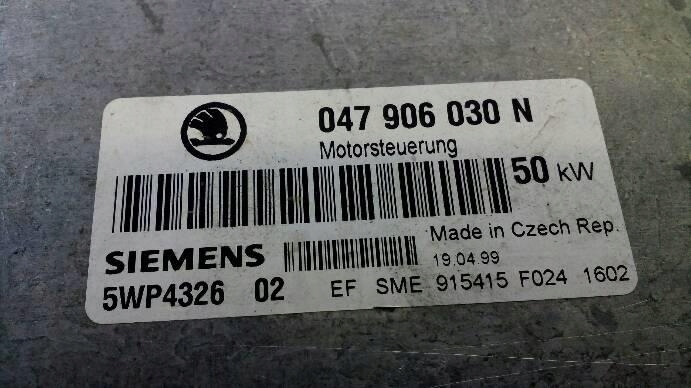 047 906 030 N
Motorsteuerung
50 kW
Made in Czech Rep.
SIEMENS 19.04.99
5WP4326 02 EF SME 915415 F024 1602